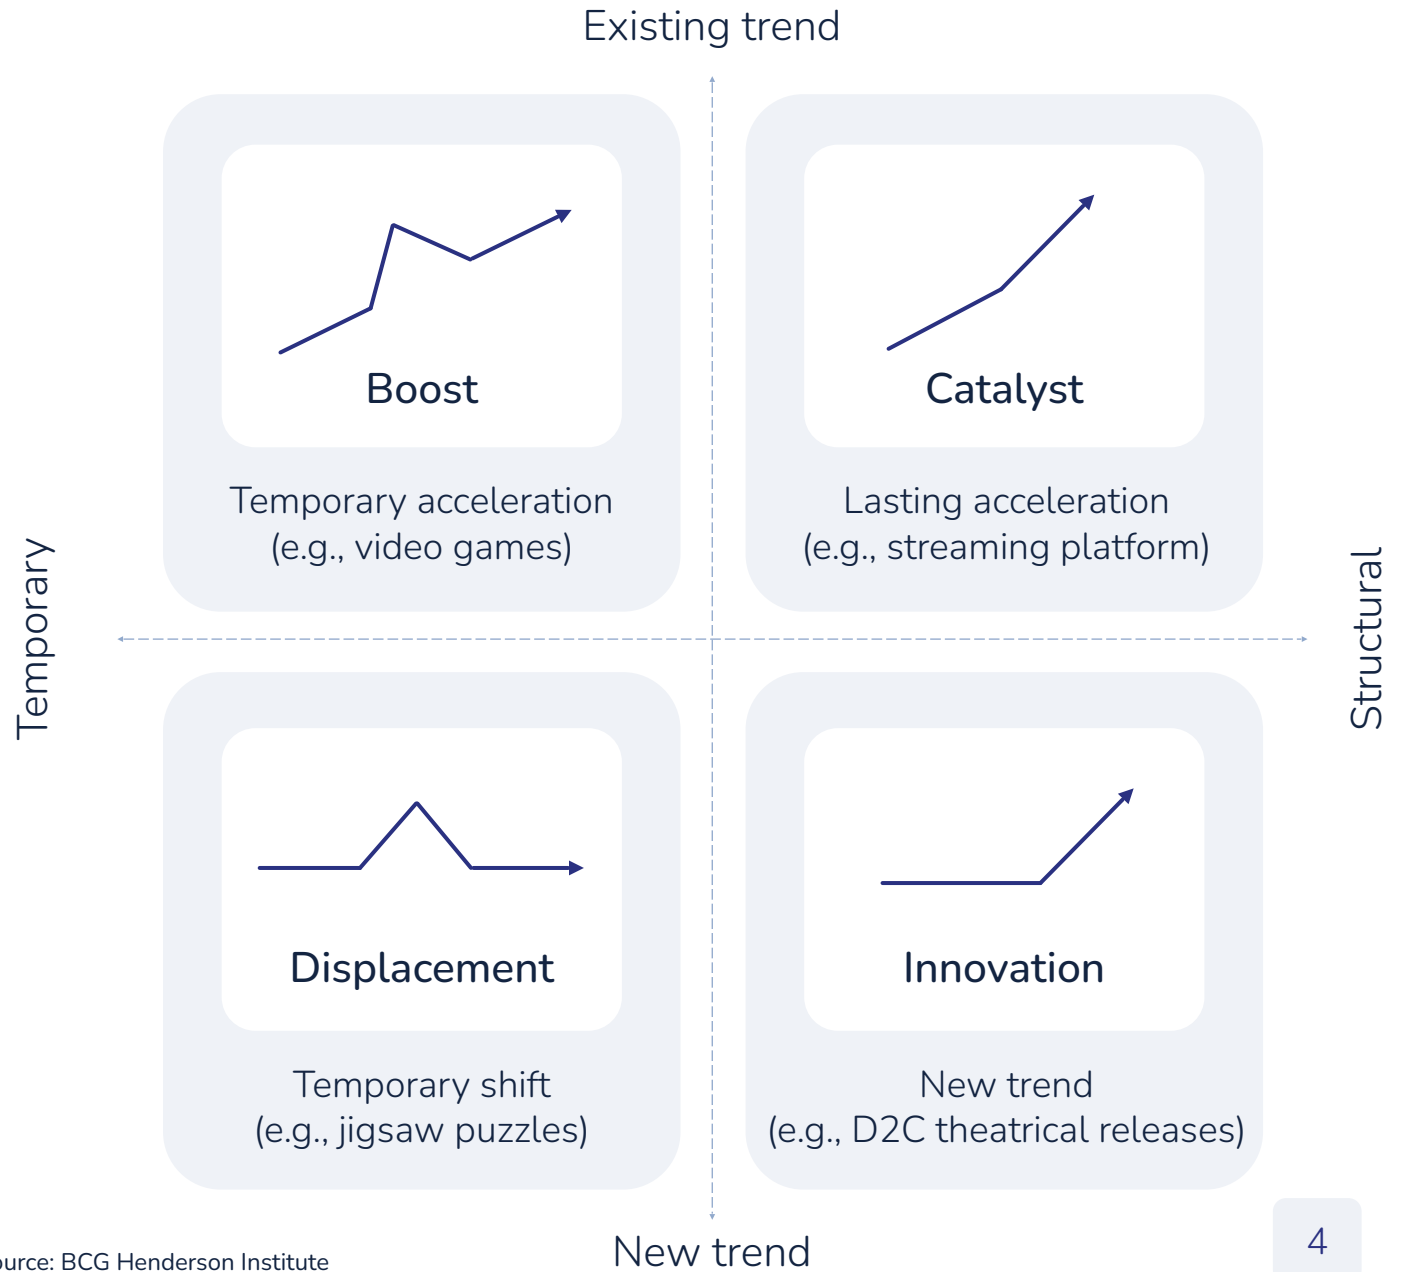 Existing trend
Boost
Temporary acceleration
(e.g., video games)
Catalyst
Lasting acceleration
(e.g., streaming platform)
Temporary
Structural
Displacement
Temporary shift
(e.g., jigsaw puzzles)
Innovation
New trend
(e.g., D2C theatrical releases)
New trend
ource: BCG Henderson Institute
4